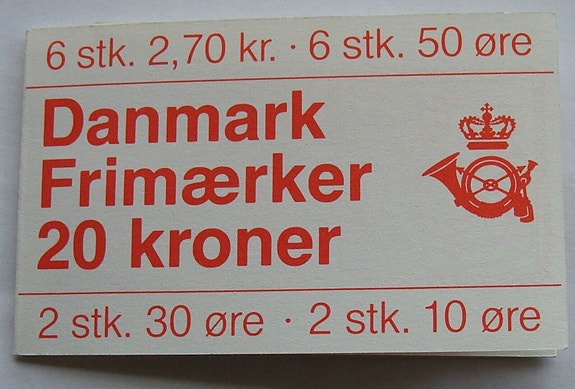 6 stk. 2,70 kr. · 6 stk. 50 øre
Danmark
Frimærker
20 kroner
2 stk. 30 øre · 2 stk. 10 øre